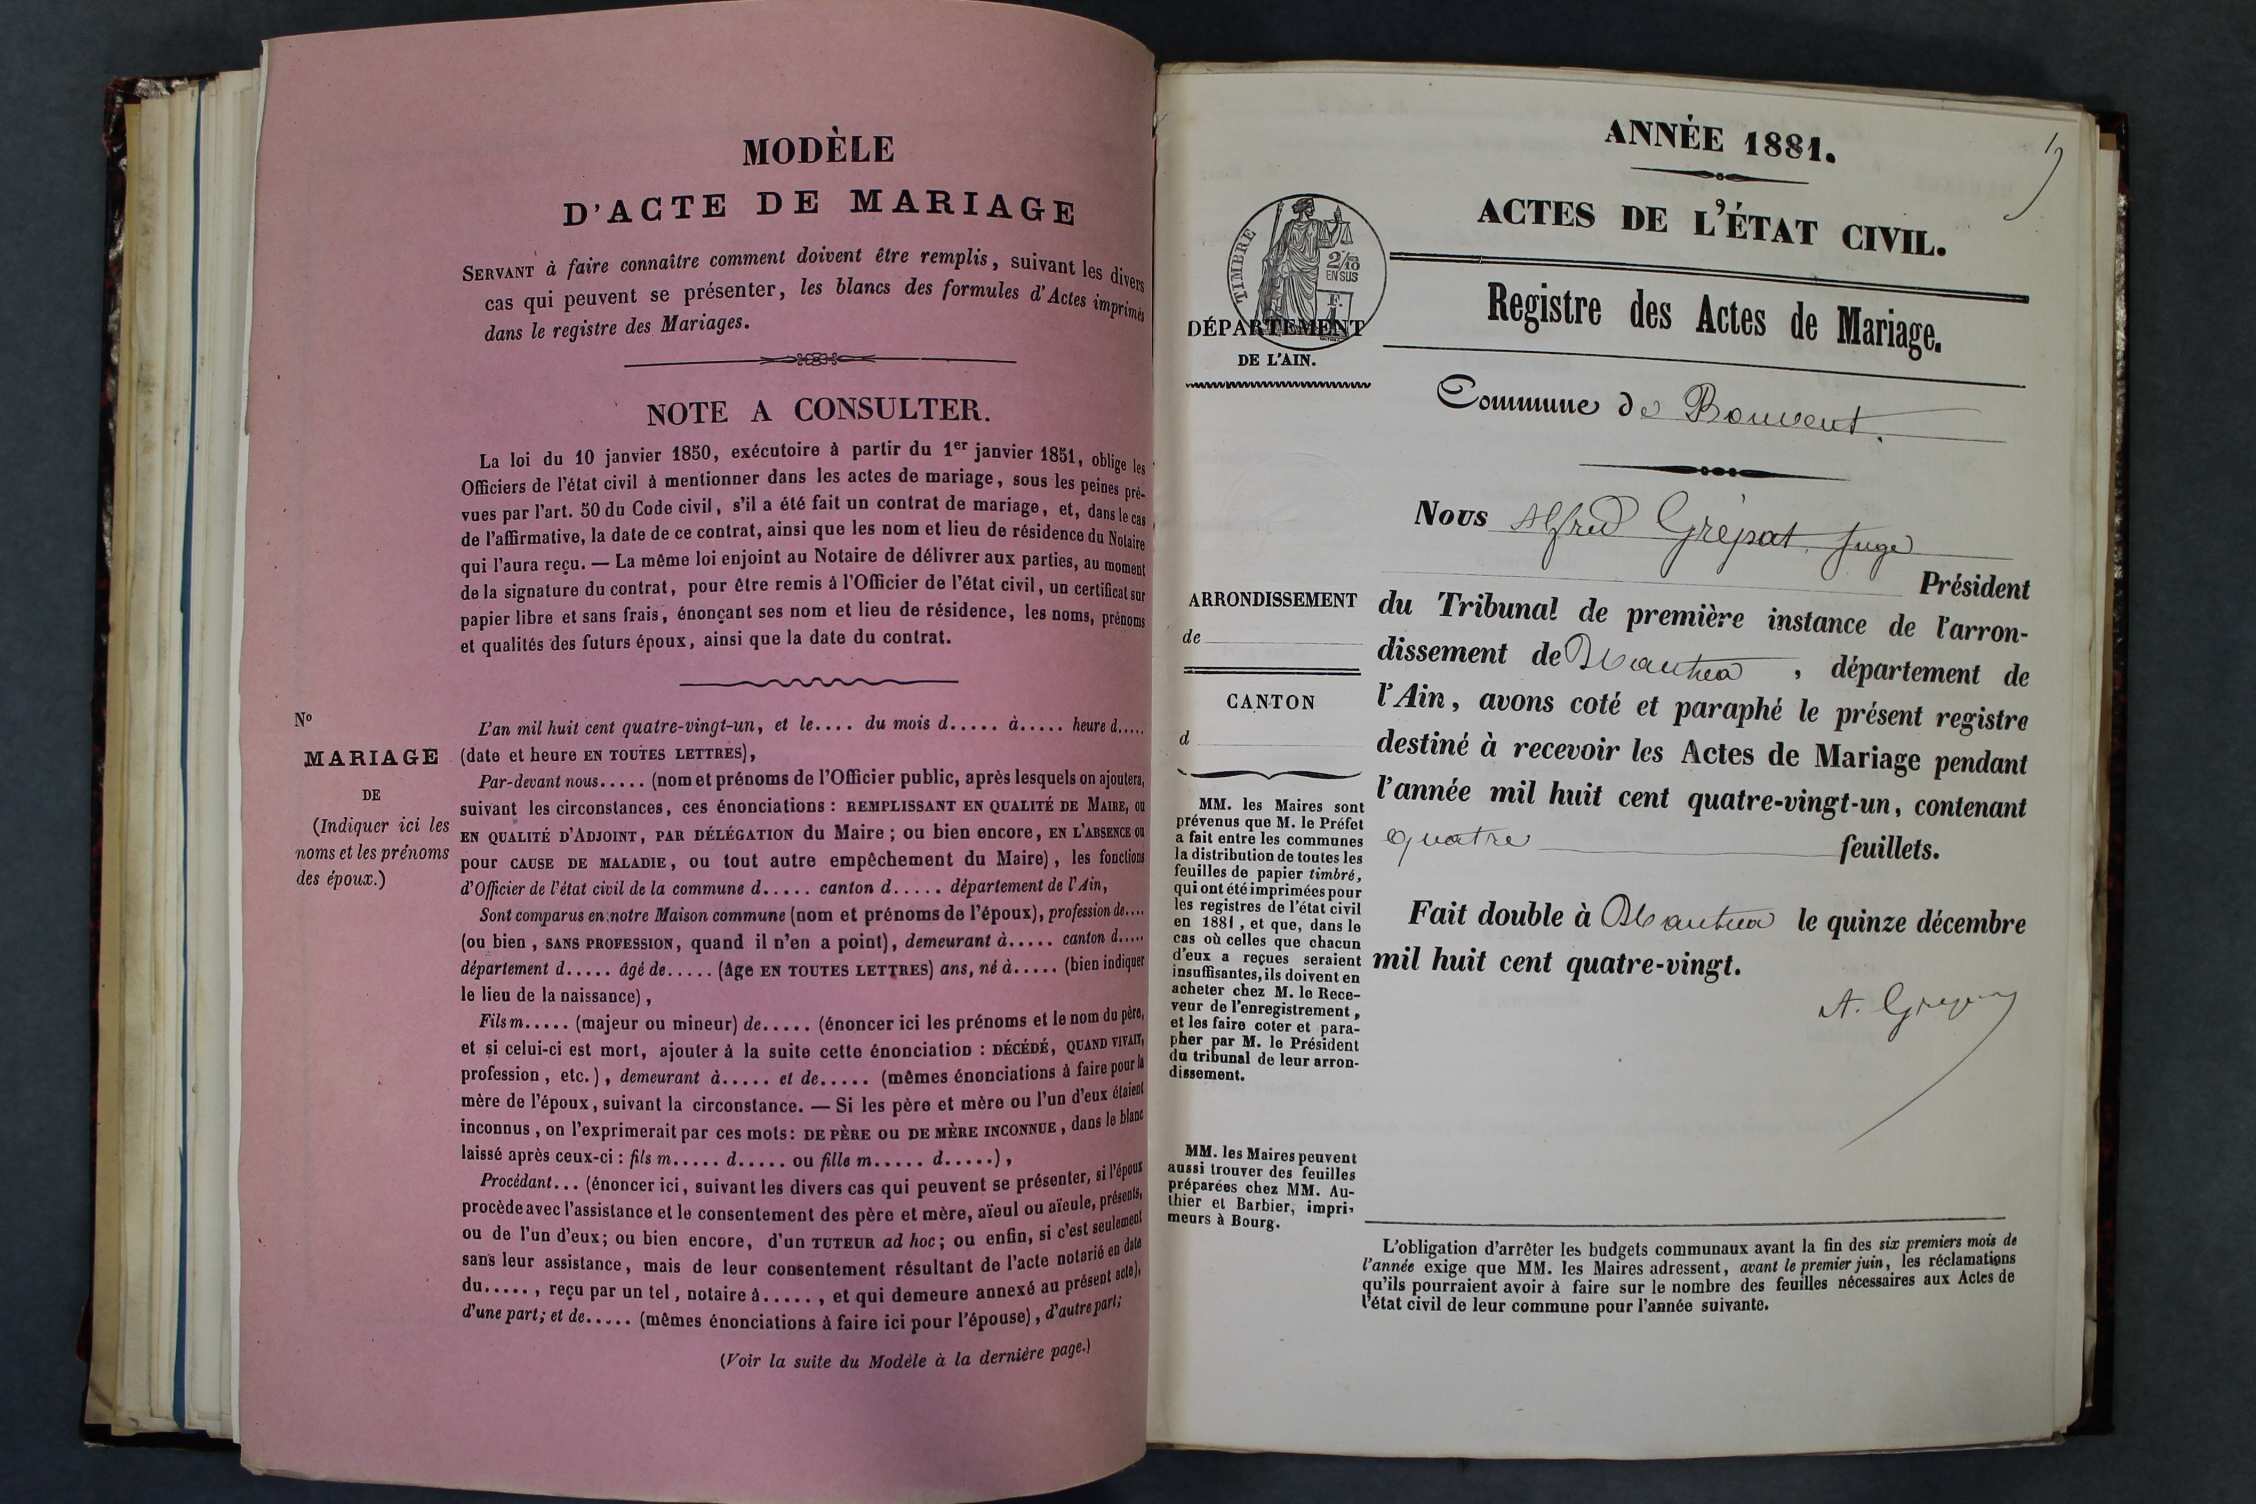 MODÈLE
D'ACTE DE MARIAGE
SERVANT à faire connaître comment doivent être remplis, suivant les divers
cas qui peuvent se présenter, les blancs des formules d'Actes imprimés
dans le registre des Mariages.
NOTE A CONSULTER.
La loi du 10 janvier 1850, exécutoire à partir du 1er janvier 1851, oblige les
Officiers de l'état civil à mentionner dans les actes de mariage, sous les peines pré-
vues par l'art. 50 du Code civil, s'il a été fait un contrat de mariage, et, dans le cas
de l'affirmative, la date de ce contrat, ainsi que les nom et lieu de résidence du Notaire
qui l'aura reçu. — La même loi enjoint au Notaire de délivrer aux parties, au moment
de la signature du contrat, pour être remis à l'Officier de l'état civil, un certificat sur
papier libre et sans frais, énonçant ses nom et lieu de résidence, les noms, prénoms
et qualités des futurs époux, ainsi que la date du contrat.
No
MARIAGE
DE
(Indiquer ici les
noms et les prénoms
des époux.)
L'an mil huit cent quatre-vingt-un, et le.... du mois d..... à..... heure d.....
(date et heure EN TOUTES LETTRES),
Par-devant nous..... (nom et prénoms de l'Officier public, après lesquels on ajoutera,
suivant les circonstances, ces énonciations : REMPLISSANT EN QUALITÉ DE MAIRE, OU
EN QUALITÉ D'ADJOINT, PAR DÉLÉGATION du Maire ; ou bien encore, EN L'ABSENCE OU
pour CAUSE DE MALADIE, ou tout autre empêchement du Maire), les fonctions
d'Officier de l'état civil de la commune d..... canton d..... département de l'Ain,
Sont comparus en notre Maison commune (nom et prénoms de l'époux), profession de....
(ou bien, SANS PROFESSION, quand il n'en a point), demeurant à..... canton d.....
département d..... âgé de..... (âge EN TOUTES LETTRES) ans, né à..... (bien indiquer
le lieu de la naissance),
Fils m..... (majeur ou mineur) de..... (énoncer ici les prénoms et le nom du père,
et si celui-ci est mort, ajouter à la suite cette énonciation : DÉCÉDÉ, QUAND VIVAIT,
profession, etc.), demeurant à..... et de..... (mêmes énonciations à faire pour la
mère de l'époux, suivant la circonstance. — Si les père et mère ou l'un d'eux étaient
inconnus, on l'exprimerait par ces mots : DE PÈRE OU DE MÈRE INCONNUE, dans le blanc
laissé après ceux-ci : fils m..... d..... ou fille m..... d.....),
Procédant... (énoncer ici, suivant les divers cas qui peuvent se présenter, si l'époux
procède avec l'assistance et le consentement des père et mère, aïeul ou aïeule, présents,
ou de l'un d'eux; ou bien encore, d'un TUTEUR ad hoc; ou enfin, si c'est seulement
sans leur assistance, mais de leur consentement résultant de l'acte notarié en date
du....., reçu par un tel, notaire à....., et qui demeure annexé au présent acte),
d'une part; et de..... (mêmes énonciations à faire ici pour l'épouse), d'autre part;
(Voir la suite du Modèle à la dernière page.)
ANNÉE 1881.
ACTES DE L'ÉTAT CIVIL.
TIMBRE
2/10
EN SUS
DÉPARTEMENT
DE L'AIN.
Registre des Actes de Mariage.
Commune de Bouvent.
Nous Alfred Grépat, Juge
Président
du Tribunal de première instance de l'arron-
dissement de Nantua, département de
l'Ain, avons coté et paraphé le présent registre
destiné à recevoir les Actes de Mariage pendant
l'année mil huit cent quatre-vingt-un, contenant
quatre feuillets.
Fait double à Nantua le quinze décembre
mil huit cent quatre-vingt.
ARRONDISSEMENT
de
CANTON
d
MM. les Maires sont
prévenus que M. le Préfet
a fait entre les communes
la distribution de toutes les
feuilles de papier timbré,
qui ont été imprimées pour
les registres de l'état civil
en 1881, et que, dans le
cas où celles que chacun
d'eux a reçues seraient
insuffisantes, ils doivent en
acheter chez M. le Rece-
veur de l'enregistrement,
et les faire coter et para-
pher par M. le Président
du tribunal de leur arron-
dissement.
MM. les Maires peuvent
aussi trouver des feuilles
préparées chez MM. Au-
thier et Barbier, impri-
meurs à Bourg.
L'obligation d'arrêter les budgets communaux avant la fin des six premiers mois de
l'année exige que MM. les Maires adressent, avant le premier juin, les réclamations
qu'ils pourraient avoir à faire sur le nombre des feuilles nécessaires aux Actes de
l'état civil de leur commune pour l'année suivante.